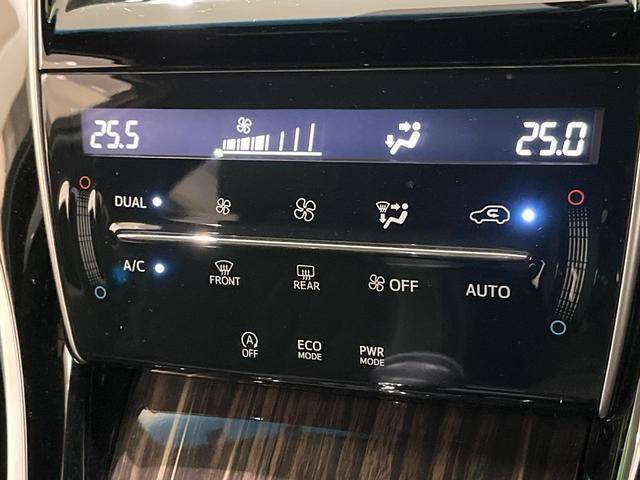 25.5 25.0
DUAL
A/C FRONT REAR OFF AUTO
A OFF ECO MODE PWR MODE